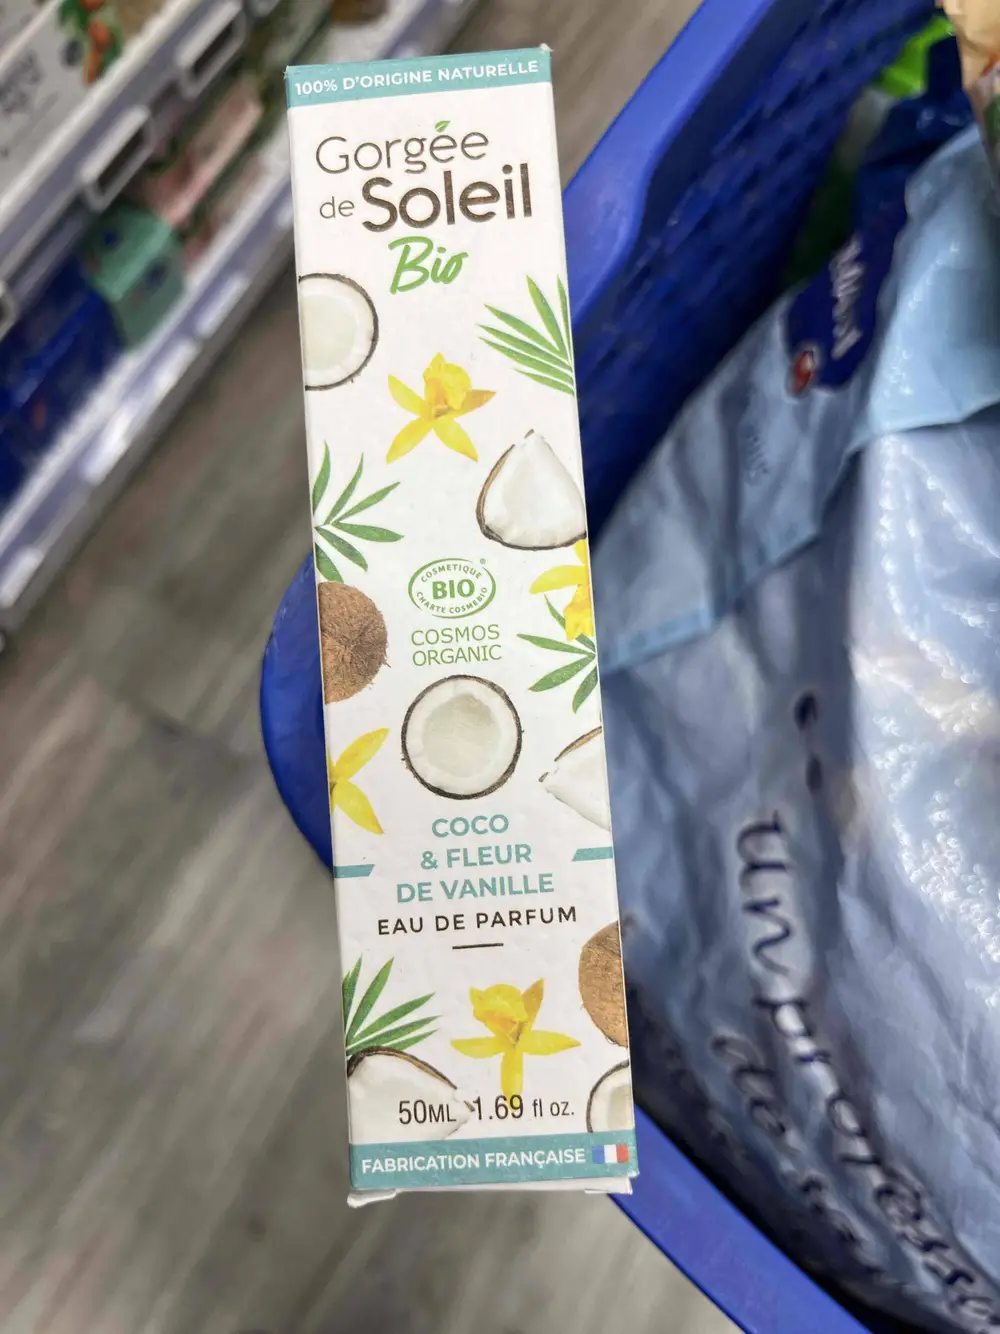 100% D'ORIGINE NATURELLE
Gorgée
de Soleil
Bio
COSMETIQUE
BIO
CHARTE COSMEBIO
®
COSMOS
ORGANIC
COCO
& FLEUR
DE VANILLE
EAU DE PARFUM
50ML 1.69 fl oz.
FABRICATION FRANÇAISE